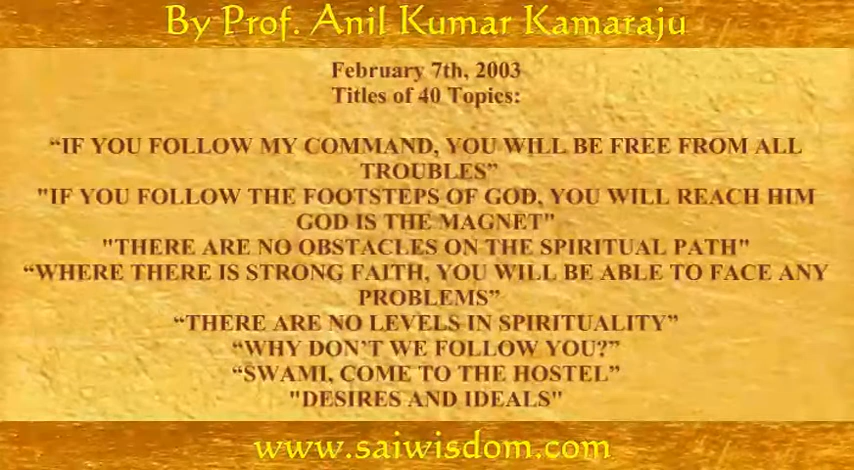 By Prof. Anil Kumar Kamaraju
February 7th, 2003
Titles of 40 Topics:
“IF YOU FOLLOW MY COMMAND, YOU WILL BE FREE FROM ALL
TROUBLES”
"IF YOU FOLLOW THE FOOTSTEPS OF GOD, YOU WILL REACH HIM
GOD IS THE MAGNET"
"THERE ARE NO OBSTACLES ON THE SPIRITUAL PATH"
“WHERE THERE IS STRONG FAITH, YOU WILL BE ABLE TO FACE ANY
PROBLEMS”
“THERE ARE NO LEVELS IN SPIRITUALITY”
“WHY DON’T WE FOLLOW YOU?”
“SWAMI, COME TO THE HOSTEL”
"DESIRES AND IDEALS"
www.saiwisdom.com